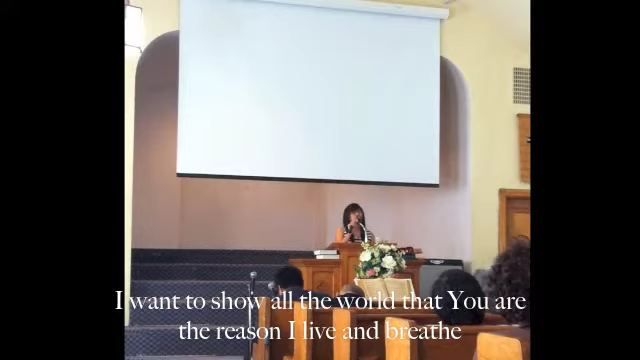 I want to show all the world that You are
the reason I live and breathe